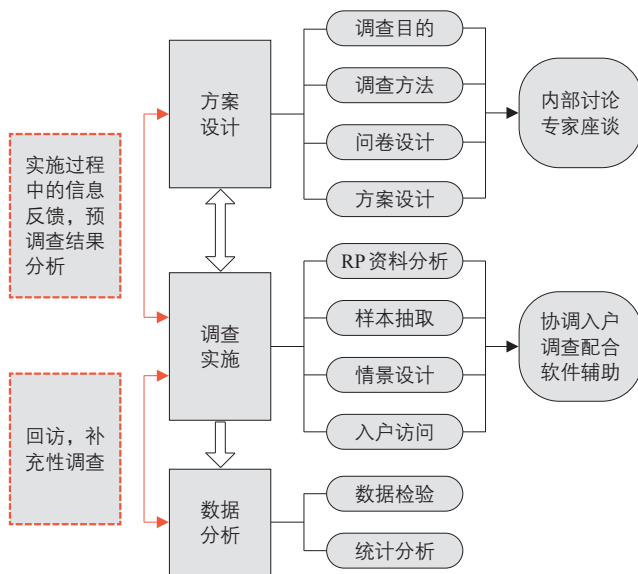 调查目的
调查方法
问卷设计
方案设计
方案
设计
内部讨论
专家座谈
实施过程
中的信息
反馈，预
调查结果
分析
RP资料分析
样本抽取
情景设计
入户访问
调查
实施
协调入户
调查配合
软件辅助
回访，补
充性调查
数据
分析
数据检验
统计分析